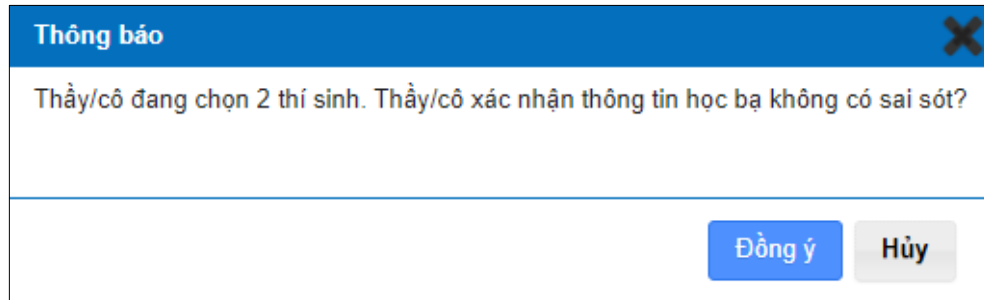 Thông báo
Thầy/cô đang chọn 2 thí sinh. Thầy/cô xác nhận thông tin học bạ không có sai sót?
Đồng ý
Hủy